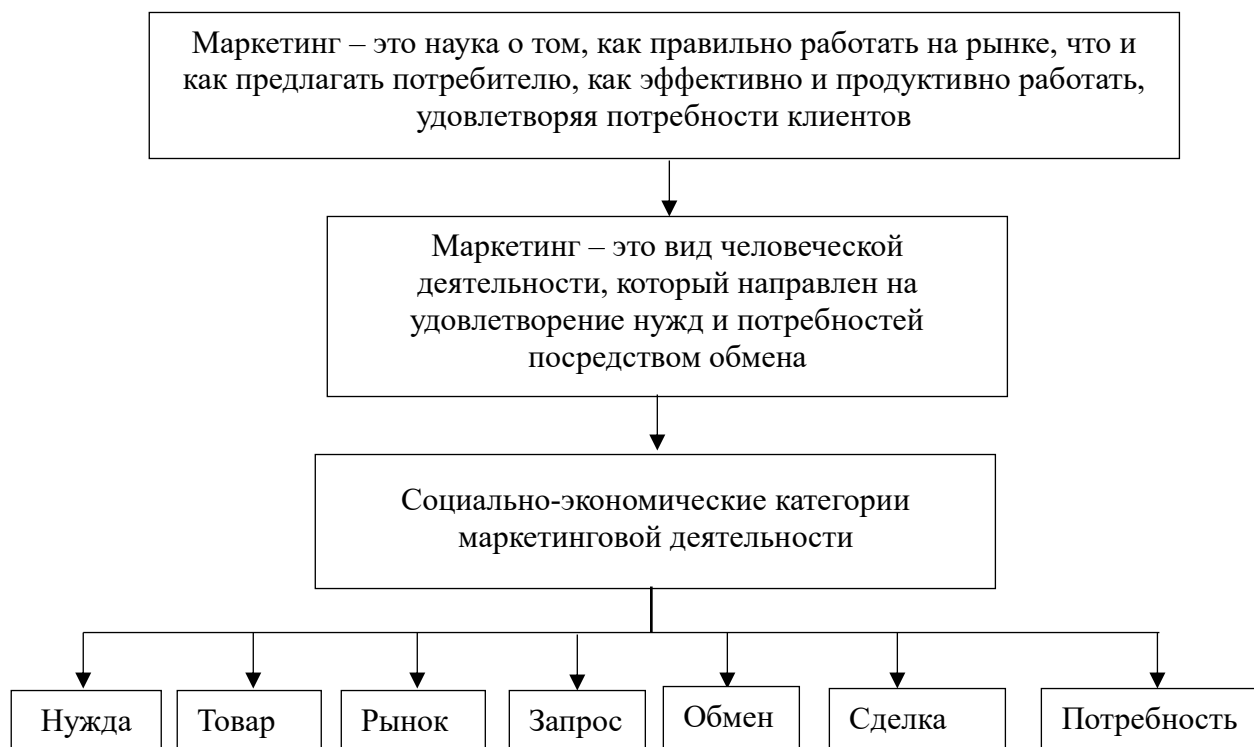 Маркетинг – это наука о том, как правильно работать на рынке, что и
как предлагать потребителю, как эффективно и продуктивно работать,
удовлетворяя потребности клиентов
Маркетинг – это вид человеческой
деятельности, который направлен на
удовлетворение нужд и потребностей
посредством обмена
Социально-экономические категории
маркетинговой деятельности
Нужда
Товар
Рынок
Запрос
Обмен
Сделка
Потребность